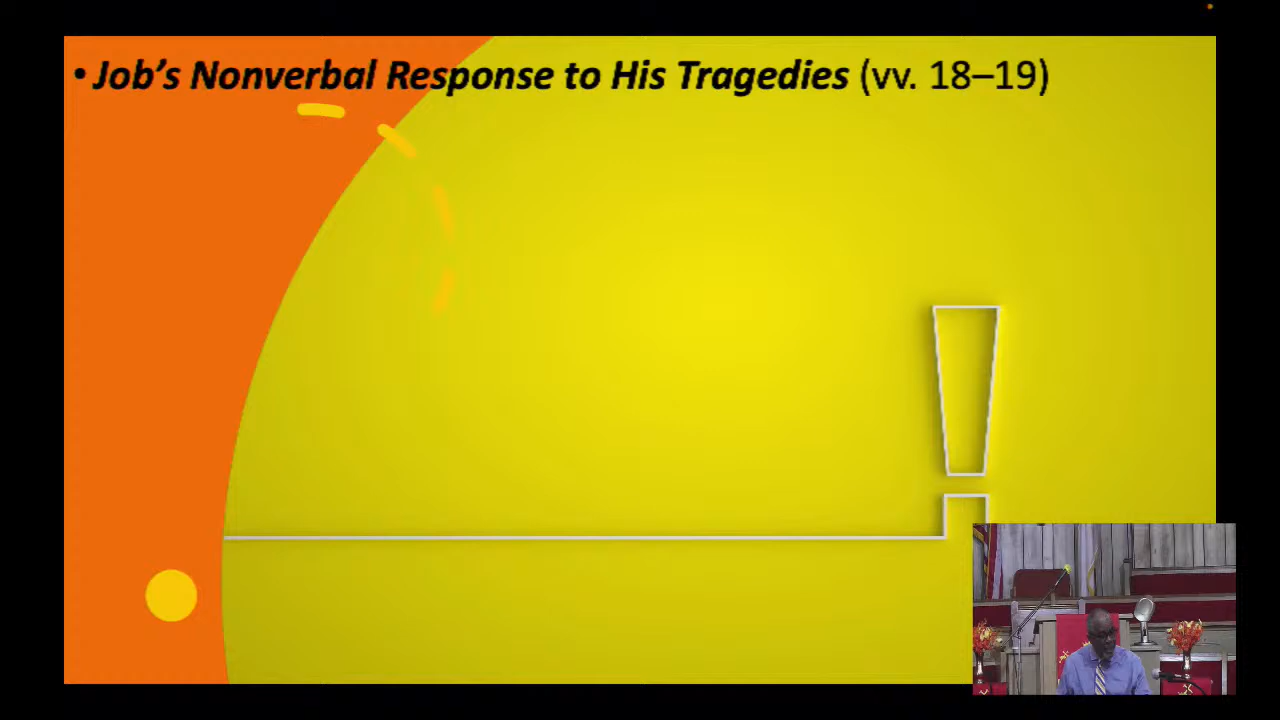 • Job's Nonverbal Response to His Tragedies (vv. 18–19)